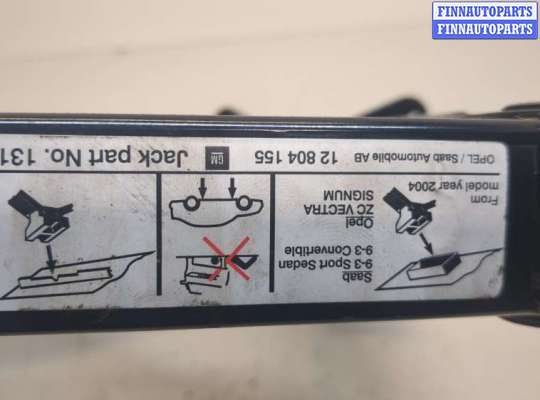 FINNAUTOPARTS
FINNAUTOPARTS
OPEL / Saab Automobile AB GM 12 804 155 Jack part No. 131
From
model year 2004
Opel
ZC VECTRA
SIGNUM
Saab
9-3 Sport Sedan
9-3 Convertible